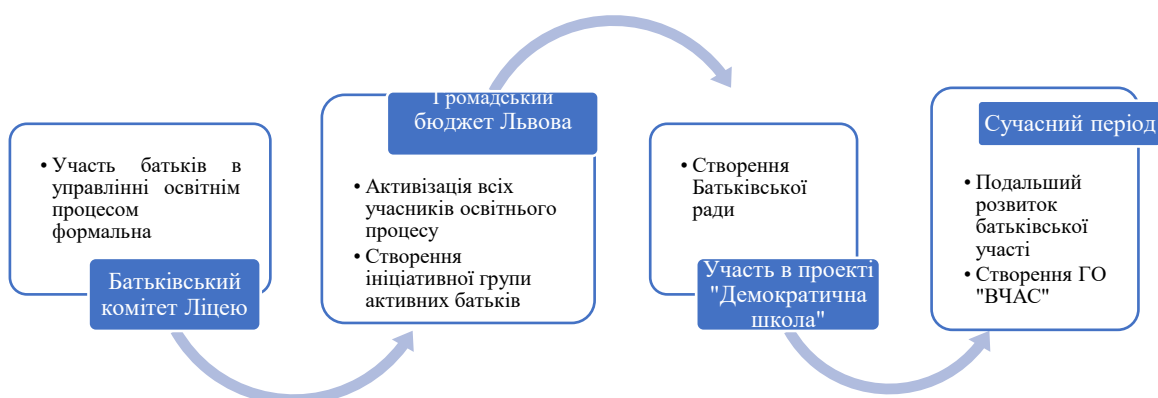 • Участь батьків в
управлінні освітнім
процесом
формальна
Батьківський
комітет Ліцею
Громадський
бюджет Львова
• Активізація всіх
учасників освітнього
процесу
• Створення
ініціативної групи
активних батьків
• Створення
Батьківської
ради
Участь в проекті
"Демократична
школа"
Сучасний період
• Подальший
розвиток
батьківської
участі
• Створення ГО
"ВЧАС"